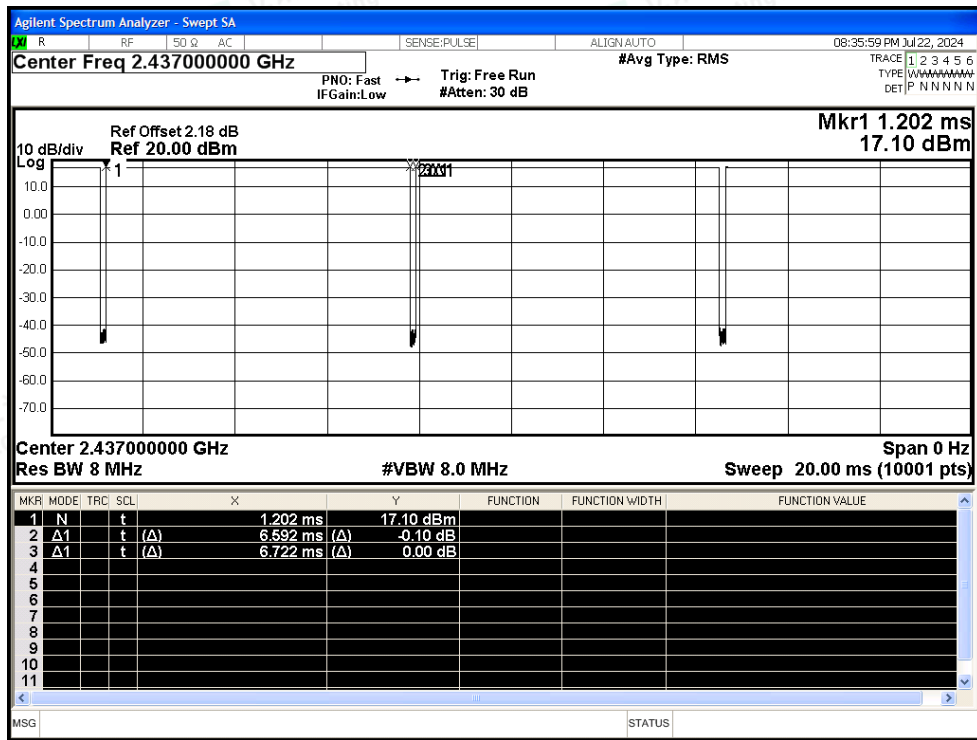 Agilent Spectrum Analyzer - Swept SA
LXI R RF 50 Ω AC SENSE:PULSE ALIGN AUTO 08:35:59 PM Jul 22, 2024
Center Freq 2.437000000 GHz #Avg Type: RMS TRACE 1 2 3 4 5 6
PNO: Fast Trig: Free Run TYPE
IFGain:Low #Atten: 30 dB DET P N N N N N
Mkr1 1.202 ms
Ref Offset 2.18 dB
10 dB/div Ref 20.00 dBm 17.10 dBm
Log
1
10.0
0.00
-10.0
-20.0
-30.0
-40.0
-50.0
-60.0
-70.0
Center 2.437000000 GHz Span 0 Hz
Res BW 8 MHz #VBW 8.0 MHz Sweep 20.00 ms (10001 pts)
MKR MODE TRC SCL X Y FUNCTION FUNCTION WIDTH FUNCTION VALUE
1 N t 1.202 ms 17.10 dBm
2 Δ1 t (Δ) 6.592 ms (Δ) -0.10 dB
3 Δ1 t (Δ) 6.722 ms (Δ) 0.00 dB
4
5
6
7
8
9
10
11
MSG STATUS